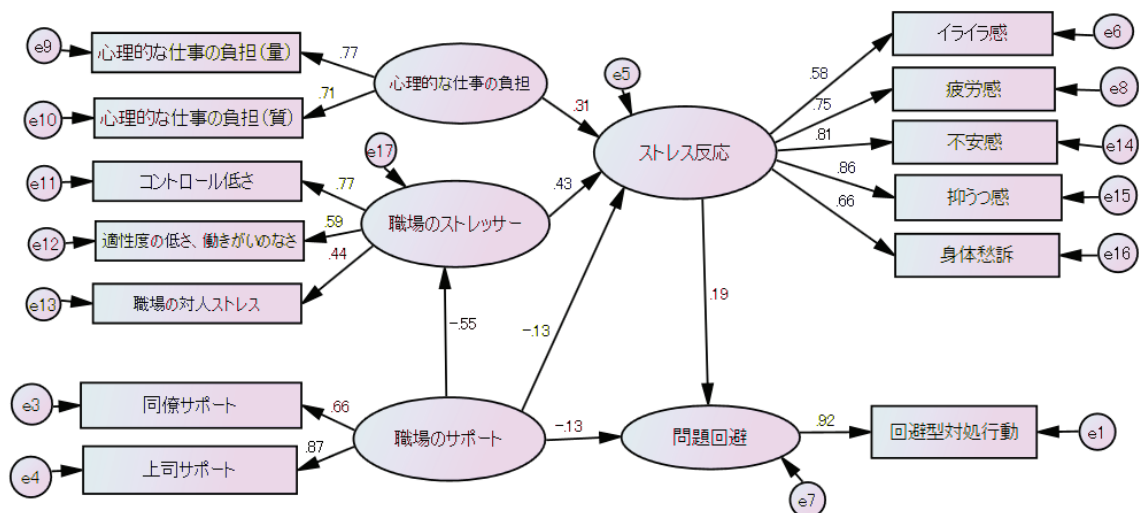 e9
心理的な仕事の負担(量)
.77
e10
心理的な仕事の負担(質)
.71
心理的な仕事の負担
.31
e11
コントロール低さ
.77
e12
適性度の低さ、働きがいのなさ
.59
e13
職場の対人ストレス
.44
e17
職場のストレッサー
.43
-.55
e3
同僚サポート
.66
e4
上司サポート
.87
職場のサポート
-.13
-.13
e5
ストレス反応
.19
.58
イライラ感
e6
.75
疲労感
e8
.81
不安感
e14
.86
抑うつ感
e15
.66
身体愁訴
e16
問題回避
e7
.92
回避型対処行動
e1